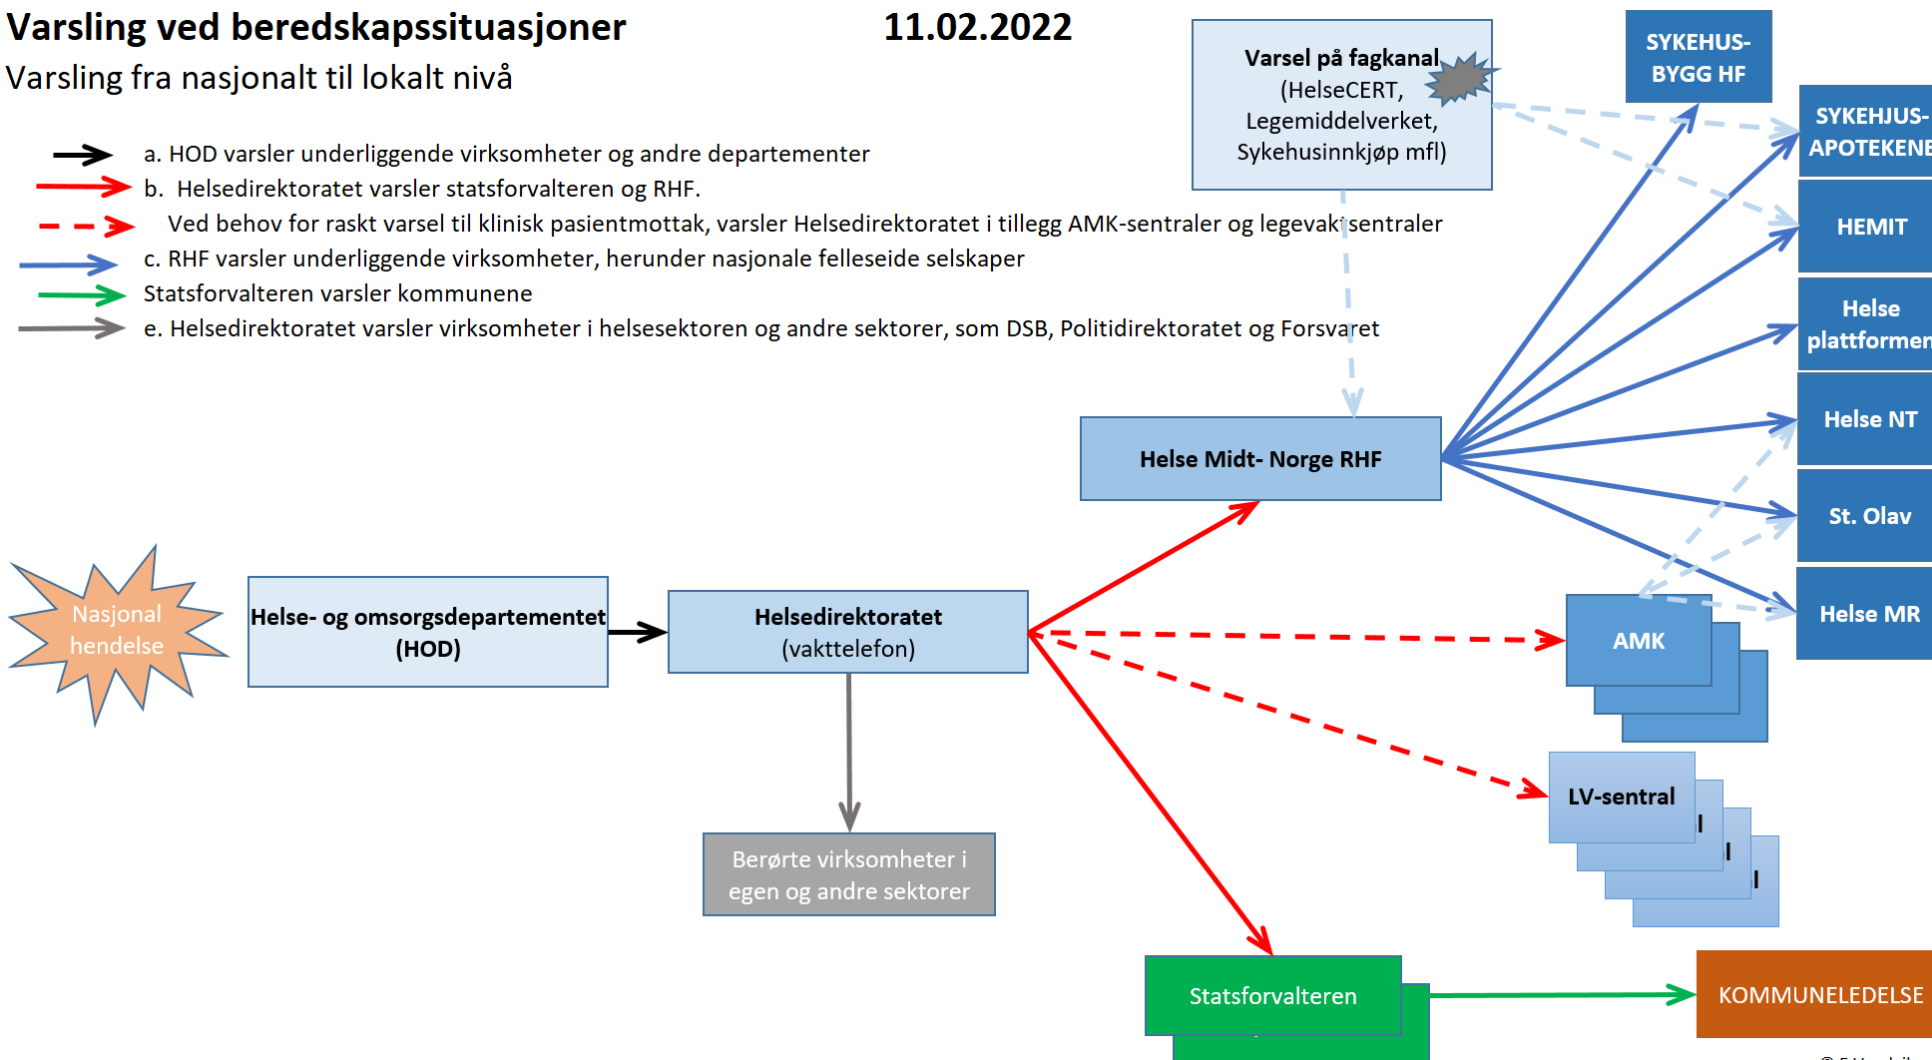 Varsling ved beredskapssituasjoner
11.02.2022
Varsling fra nasjonalt til lokalt nivå
a. HOD varsler underliggende virksomheter og andre departementer
b. Helsedirektoratet varsler statsforvalteren og RHF.
Ved behov for raskt varsel til klinisk pasientmottak, varsler Helsedirektoratet i tillegg AMK-sentraler og legevaktsentraler
c. RHF varsler underliggende virksomheter, herunder nasjonale felleseide selskaper
Statsforvalteren varsler kommunene
e. Helsedirektoratet varsler virksomheter i helsesektoren og andre sektorer, som DSB, Politidirektoratet og Forsvaret
Varsel på fagkanal
(HelseCERT,
Legemiddelverket,
Sykehusinnkjøp mfl)
SYKEHUS-
BYGG HF
SYKEHJUS-
APOTEKENE
HEMIT
Helse
plattformen
Helse NT
St. Olav
Helse MR
Helse Midt- Norge RHF
Nasjonal
hendelse
Helse- og omsorgsdepartementet
(HOD)
Helsedirektoratet
(vakttelefon)
AMK
LV-sentral
l
l
l
Berørte virksomheter i
egen og andre sektorer
Statsforvalteren
KOMMUNELEDELSE